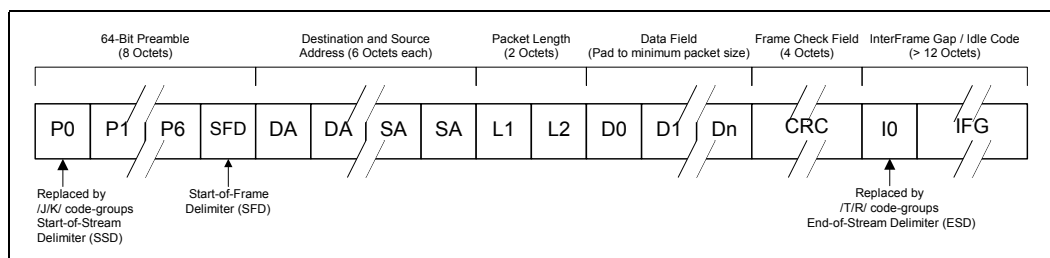 64-Bit Preamble
(8 Octets)
Destination and Source
Address (6 Octets each)
Packet Length
(2 Octets)
Data Field
(Pad to minimum packet size)
Frame Check Field
(4 Octets)
InterFrame Gap / Idle Code
(> 12 Octets)
P0 P1 P6 SFD DA DA SA SA L1 L2 D0 D1 Dn CRC I0 IFG
Replaced by
/J/K/ code-groups
Start-of-Stream
Delimiter (SSD)
Start-of-Frame
Delimiter (SFD)
Replaced by
/T/R/ code-groups
End-of-Stream Delimiter (ESD)